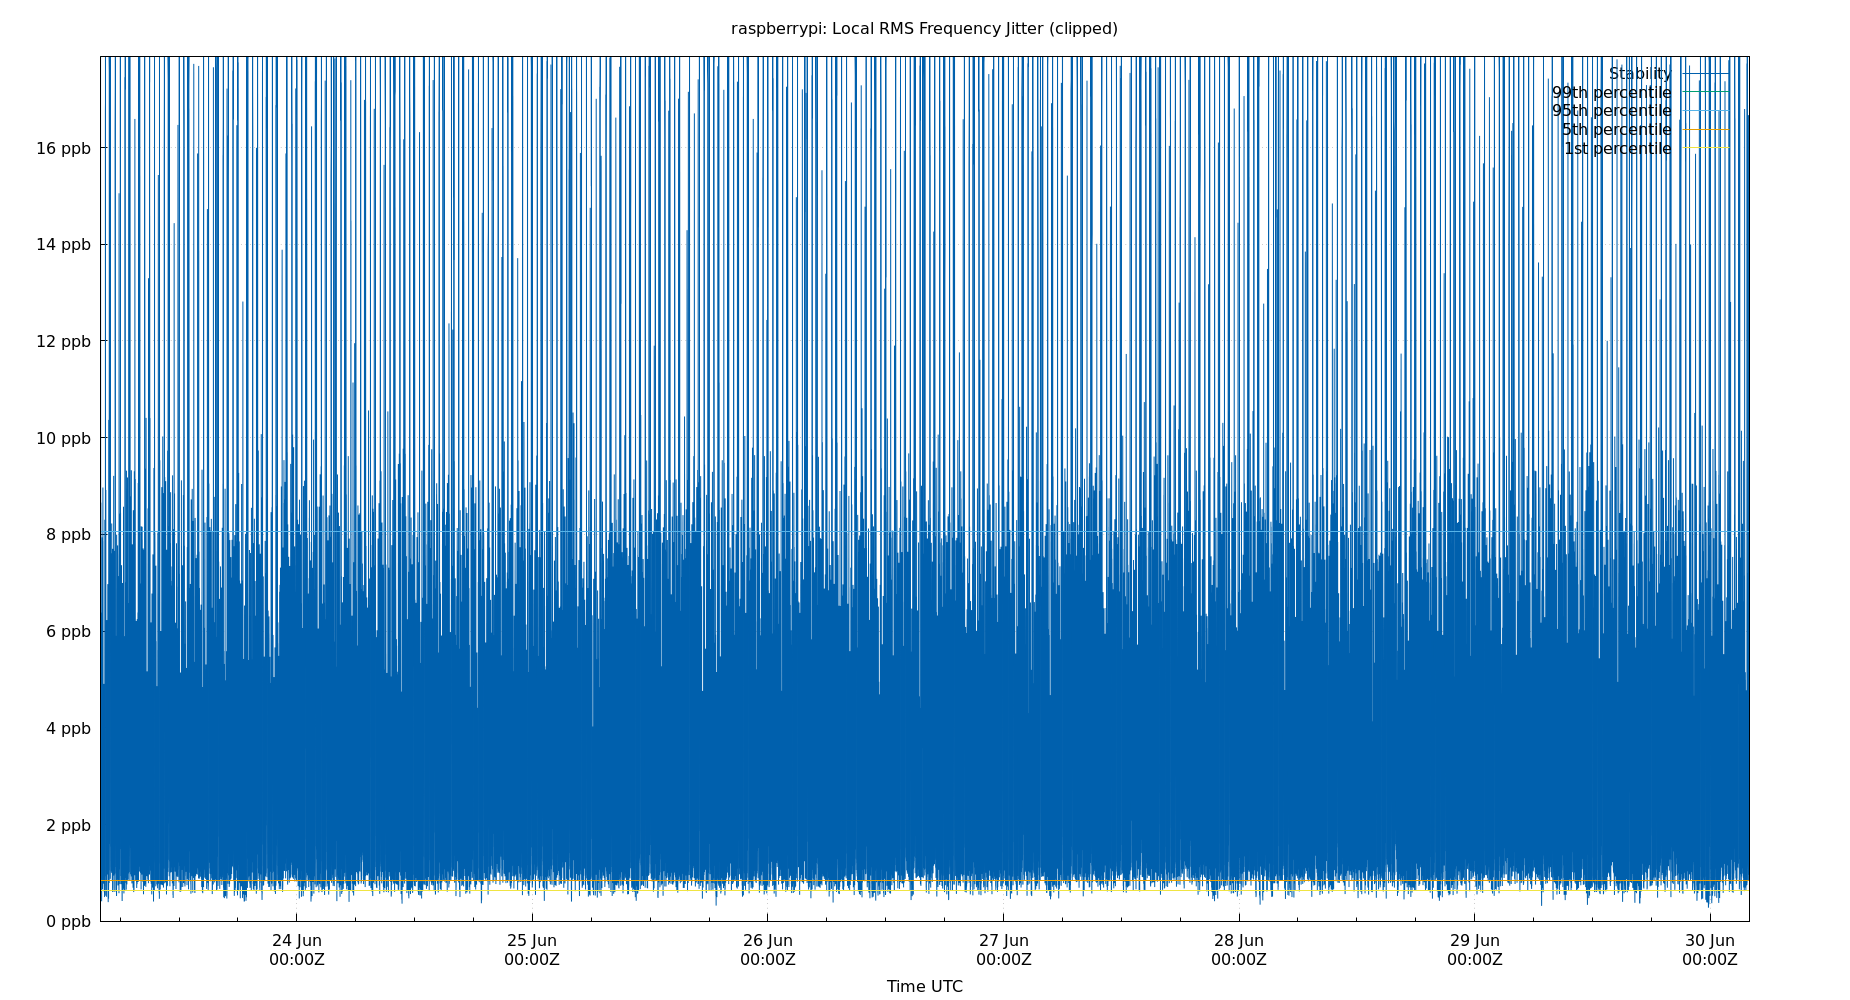 raspberrypi: Local RMS Frequency Jitter (clipped)
Stability
99th percentile
95th percentile
5th percentile
1st percentile
16 ppb
14 ppb
12 ppb
10 ppb
8 ppb
6 ppb
4 ppb
2 ppb
0 ppb
24 Jun 25 Jun 26 Jun 27 Jun 28 Jun 29 Jun 30 Jun
00:00Z 00:00Z 00:00Z 00:00Z 00:00Z 00:00Z 00:00Z
Time UTC